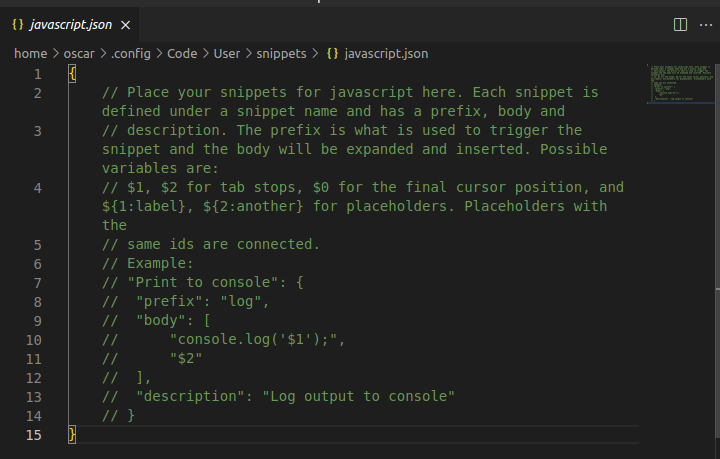 {} javascript.json ×
home > oscar > .config > Code > User > snippets > {} javascript.json
1 {
2 // Place your snippets for javascript here. Each snippet is
defined under a snippet name and has a prefix, body and
3 // description. The prefix is what is used to trigger the
snippet and the body will be expanded and inserted. Possible
variables are:
4 // $1, $2 for tab stops, $0 for the final cursor position, and
${1:label}, ${2:another} for placeholders. Placeholders with
the
5 // same ids are connected.
6 // Example:
7 // "Print to console": {
8 // "prefix": "log",
9 // "body": [
10 // "console.log('$1');",
11 // "$2"
12 // ],
13 // "description": "Log output to console"
14 // }
15 }